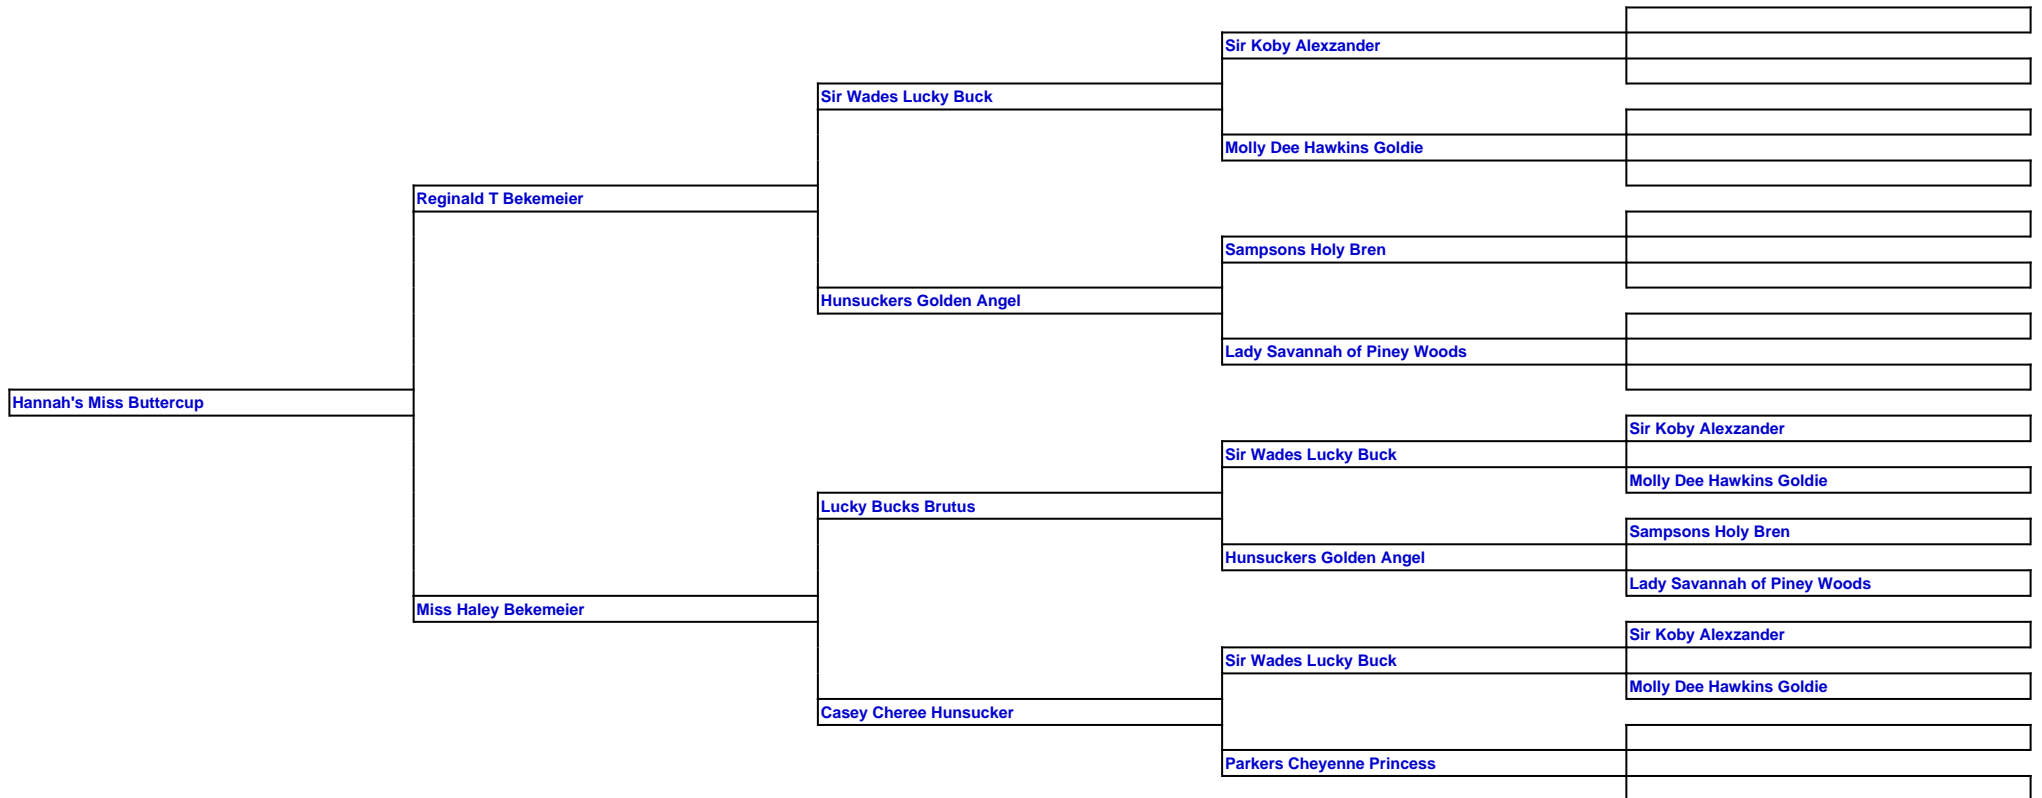 Sir Koby Alexzander
Sir Wades Lucky Buck
Molly Dee Hawkins Goldie
Reginald T Bekemeier
Sampsons Holy Bren
Hunsuckers Golden Angel
Lady Savannah of Piney Woods
Hannah's Miss Buttercup
Sir Koby Alexzander
Sir Wades Lucky Buck
Molly Dee Hawkins Goldie
Lucky Bucks Brutus
Sampsons Holy Bren
Hunsuckers Golden Angel
Lady Savannah of Piney Woods
Miss Haley Bekemeier
Sir Koby Alexzander
Sir Wades Lucky Buck
Molly Dee Hawkins Goldie
Casey Cheree Hunsucker
Parkers Cheyenne Princess